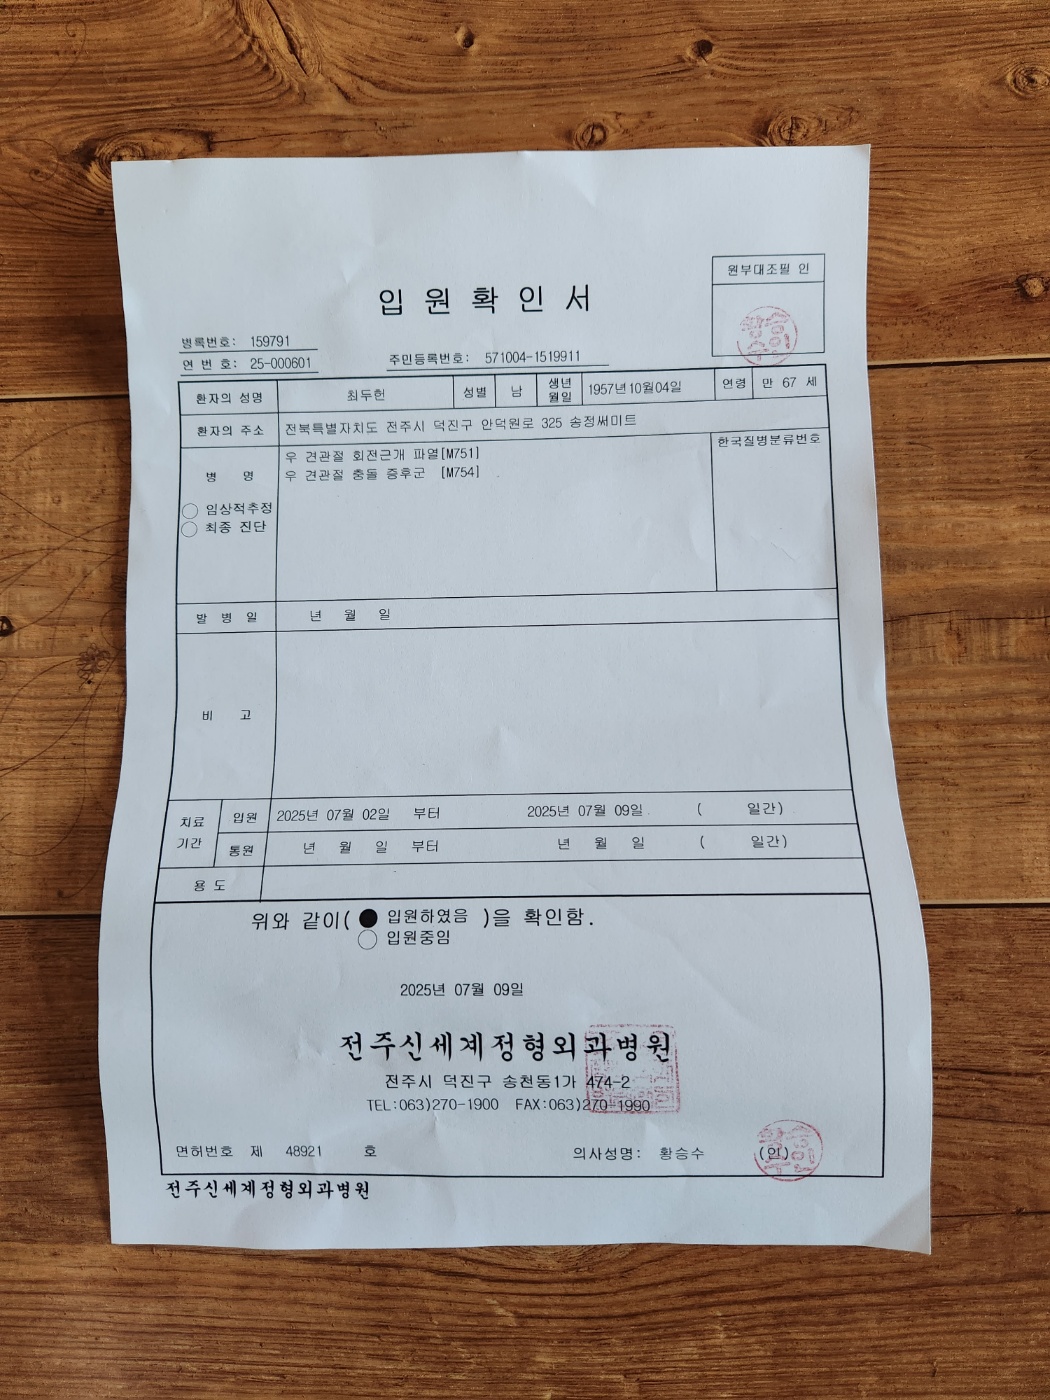 입 원 확 인 서
원부대조필 인
병록번호: 159791
연 번 호: 25-000601
주민등록번호: 571004-1519911
환자의 성명 최두헌 성별 남 생년월일 1957년10월04일 연령 만 67 세
환자의 주소 전북특별자치도 전주시 덕진구 안덕원로 325 송정써미트
병 명
우 견관절 회전근개 파열[M751]
우 견관절 충돌 증후군 [M754]
한국질병분류번호
○ 임상적추정
○ 최종 진단
발 병 일 년 월 일
비 고
치료기간 입원 2025년 07월 02일 부터 2025년 07월 09일 ( 일간)
통원 년 월 일 부터 년 월 일 ( 일간)
용 도
위와 같이( ● 입원하였음 )을 확인함.
○ 입원중임
2025년 07월 09일
전주신세계정형외과병원
전주시 덕진구 송천동1가 474-2
TEL:063)270-1900 FAX:063)270-1990
면허번호 제 48921 호 의사성명: 황승수 (인)
전주신세계정형외과병원